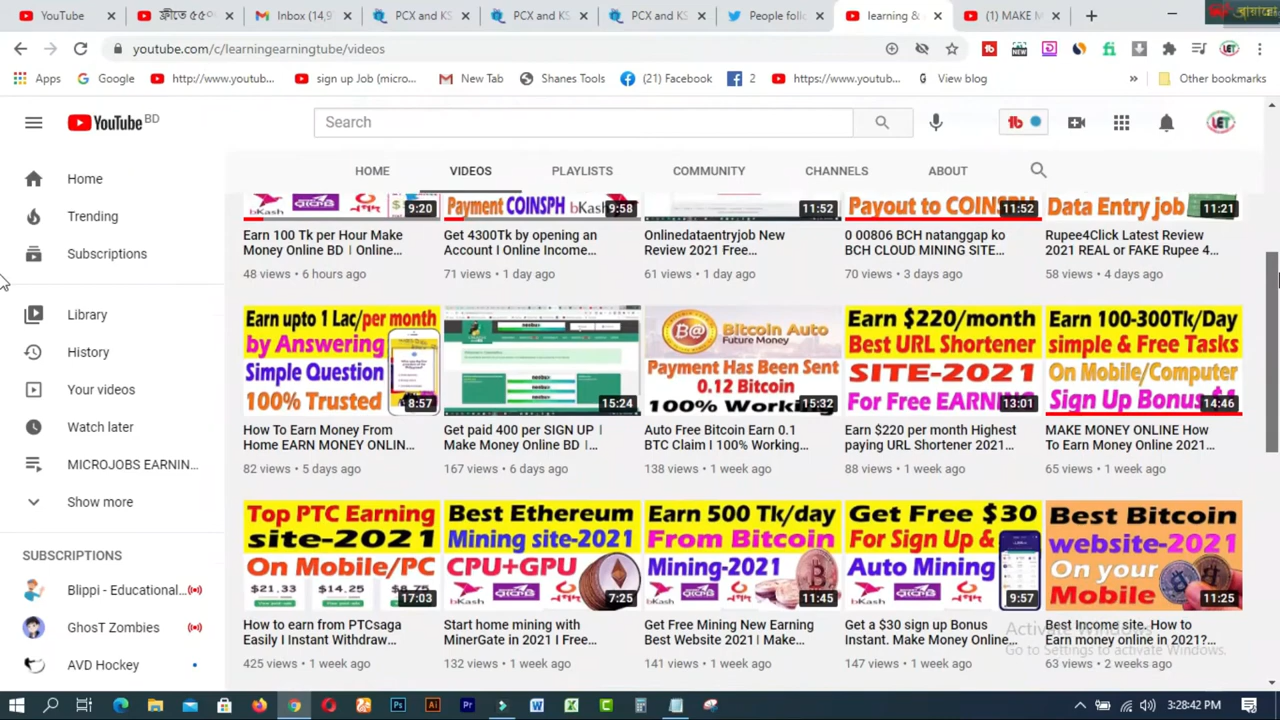 YouTube
ফ্রীতে ৫০
Inbox (14,9
PCX and KS
PCX and KS
PCX and KS
People foll
learning &
(1) MAKE M
youtube.com/c/learningearningtube/videos
Apps
Google
http://www.youtub...
sign up Job (micro...
New Tab
Shanes Tools
(21) Facebook
2
https://www.youtub...
View blog
»
Other bookmarks
YouTube BD
Search
LET
HOME
VIDEOS
PLAYLISTS
COMMUNITY
CHANNELS
ABOUT
Home
Trending
Subscriptions
Library
History
Your videos
Watch later
MICROJOBS EARNIN...
Show more
SUBSCRIPTIONS
Blippi - Educational...
GhosT Zombies
AVD Hockey
bKash
9:20
Payment COINSPH bKash
9:58
11:52
Payout to COINSPH
11:52
Data Entry job
11:21
Earn 100 Tk per Hour Make
Money Online BD | Online...
48 views • 6 hours ago
Get 4300Tk by opening an
Account I Online Income...
71 views • 1 day ago
Onlinedataentryjob New
Review 2021 Free...
61 views • 1 day ago
0 00806 BCH natanggap ko
BCH CLOUD MINING SITE...
70 views • 3 days ago
Rupee4Click Latest Review
2021 REAL or FAKE Rupee 4...
58 views • 4 days ago
Earn upto 1 Lac/per month
by Answering
Simple Question
100% Trusted
8:57
15:24
Bitcoin Auto
Future Money
Payment Has Been Sent
0.12 Bitcoin
100% Working
15:32
Earn $220/month
Best URL Shortener
SITE-2021
For Free EARNING
13:01
Earn 100-300Tk/Day
simple & Free Tasks
On Mobile/Computer
Sign Up Bonus
14:46
How To Earn Money From
Home EARN MONEY ONLIN...
82 views • 5 days ago
Get paid 400 per SIGN UP |
Make Money Online BD |...
167 views • 6 days ago
Auto Free Bitcoin Earn 0.1
BTC Claim I 100% Working...
138 views • 1 week ago
Earn $220 per month Highest
paying URL Shortener 2021...
88 views • 1 week ago
MAKE MONEY ONLINE How
To Earn Money Online 2021...
65 views • 1 week ago
Top PTC Earning
site-2021
On Mobile/PC
$21.33 $14.25 $8.75
17:03
Best Ethereum
Mining site-2021
CPU+GPU
bKash
7:25
Earn 500 Tk/day
From Bitcoin
Mining-2021
bKash
11:45
Get Free $30
For Sign Up &
Auto Mining
bKash
9:57
Best Bitcoin
website-2021
On your
Mobile
11:25
How to earn from PTCsaga
Easily I Instant Withdraw...
425 views • 1 week ago
Start home mining with
MinerGate in 2021 I Free...
132 views • 1 week ago
Get Free Mining New Earning
Best Website 2021 I Make...
141 views • 1 week ago
Get a $30 sign up Bonus
Instant. Make Money Online...
147 views • 1 week ago
Best Income site. How to
Earn money online in 2021?...
63 views • 2 weeks ago
Activate Windows
Go to Settings to activate Windows.
3:28:42 PM